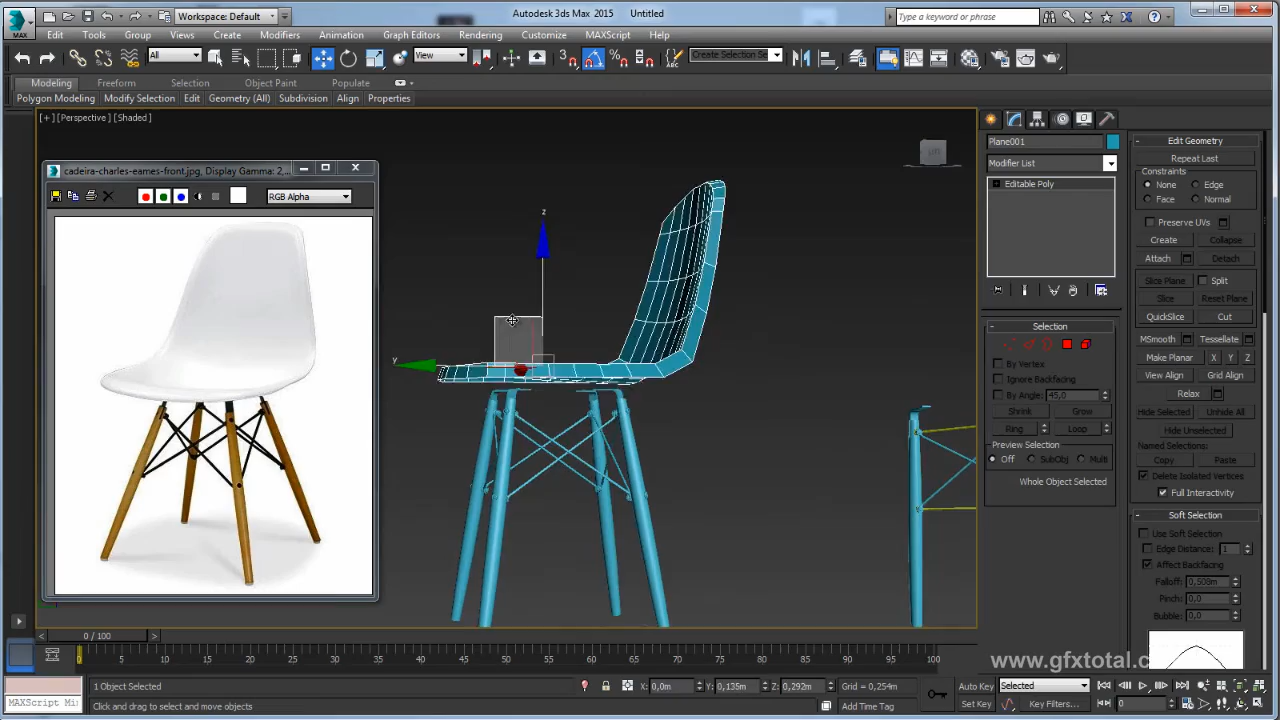 MAX
Workspace: Default
Autodesk 3ds Max 2015   Untitled
Type a keyword or phrase
Edit Tools Group Views Create Modifiers Animation Graph Editors Rendering Customize MAXScript Help
All
View
3
Create Selection Se
Modeling Freeform Selection Object Paint Populate
Polygon Modeling Modify Selection Edit Geometry (All) Subdivision Align Properties
[+] [Perspective] [Shaded]
cadeira-charles-eames-front.jpg, Display Gamma: 2,...
RGB Alpha
z
y
Plane001
Modifier List
Editable Poly
Selection
By Vertex
Ignore Backfacing
By Angle: 45,0
Shrink Grow
Ring Loop
Preview Selection
Off SubObj Multi
Whole Object Selected
Edit Geometry
Repeat Last
Constraints
None Edge
Face Normal
Preserve UVs
Create Collapse
Attach Detach
Slice Plane Split
Slice Reset Plane
QuickSlice Cut
MSmooth Tessellate
Make Planar X Y Z
View Align Grid Align
Relax
Hide Selected Unhide All
Hide Unselected
Named Selections:
Copy Paste
Delete Isolated Vertices
Full Interactivity
Soft Selection
Use Soft Selection
Edge Distance: 1
Affect Backfacing
Falloff: 0,508m
Pinch: 0,0
Bubble: 0,0
www.gfxtotal.c
0 / 100
0 5 10 15 20 25 30 35 40 45 50 55 60 65 70 75 80 85 90 95 100
1 Object Selected
X: 0,0m Y: 0,135m Z: 0,292m Grid = 0,254m
Auto Key Selected
MAXScript Mi
Click and drag to select and move objects
Add Time Tag
Set Key Key Filters... 0